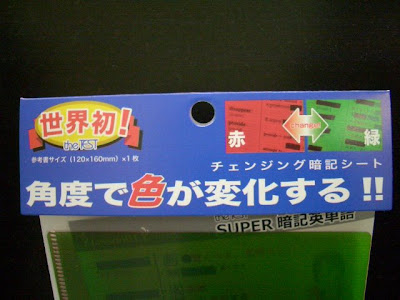 世界初！
the FST
参考書サイズ（120×160mm）×1枚
赤
Change
緑
チェンジング暗記シート
角度で色が変化する！！
SUPER 暗記英単語